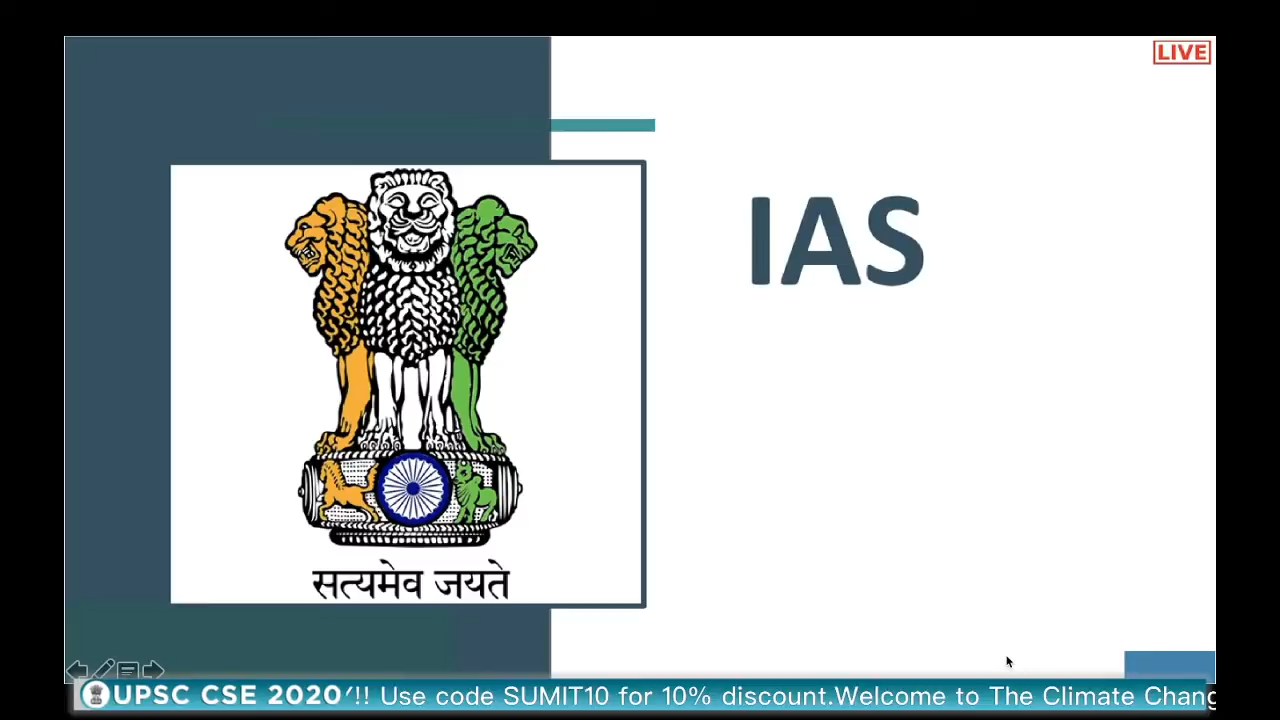 LIVE
IAS
सत्यमेव जयते
UPSC CSE 2020 !! Use code SUMIT10 for 10% discount.Welcome to The Climate Chang